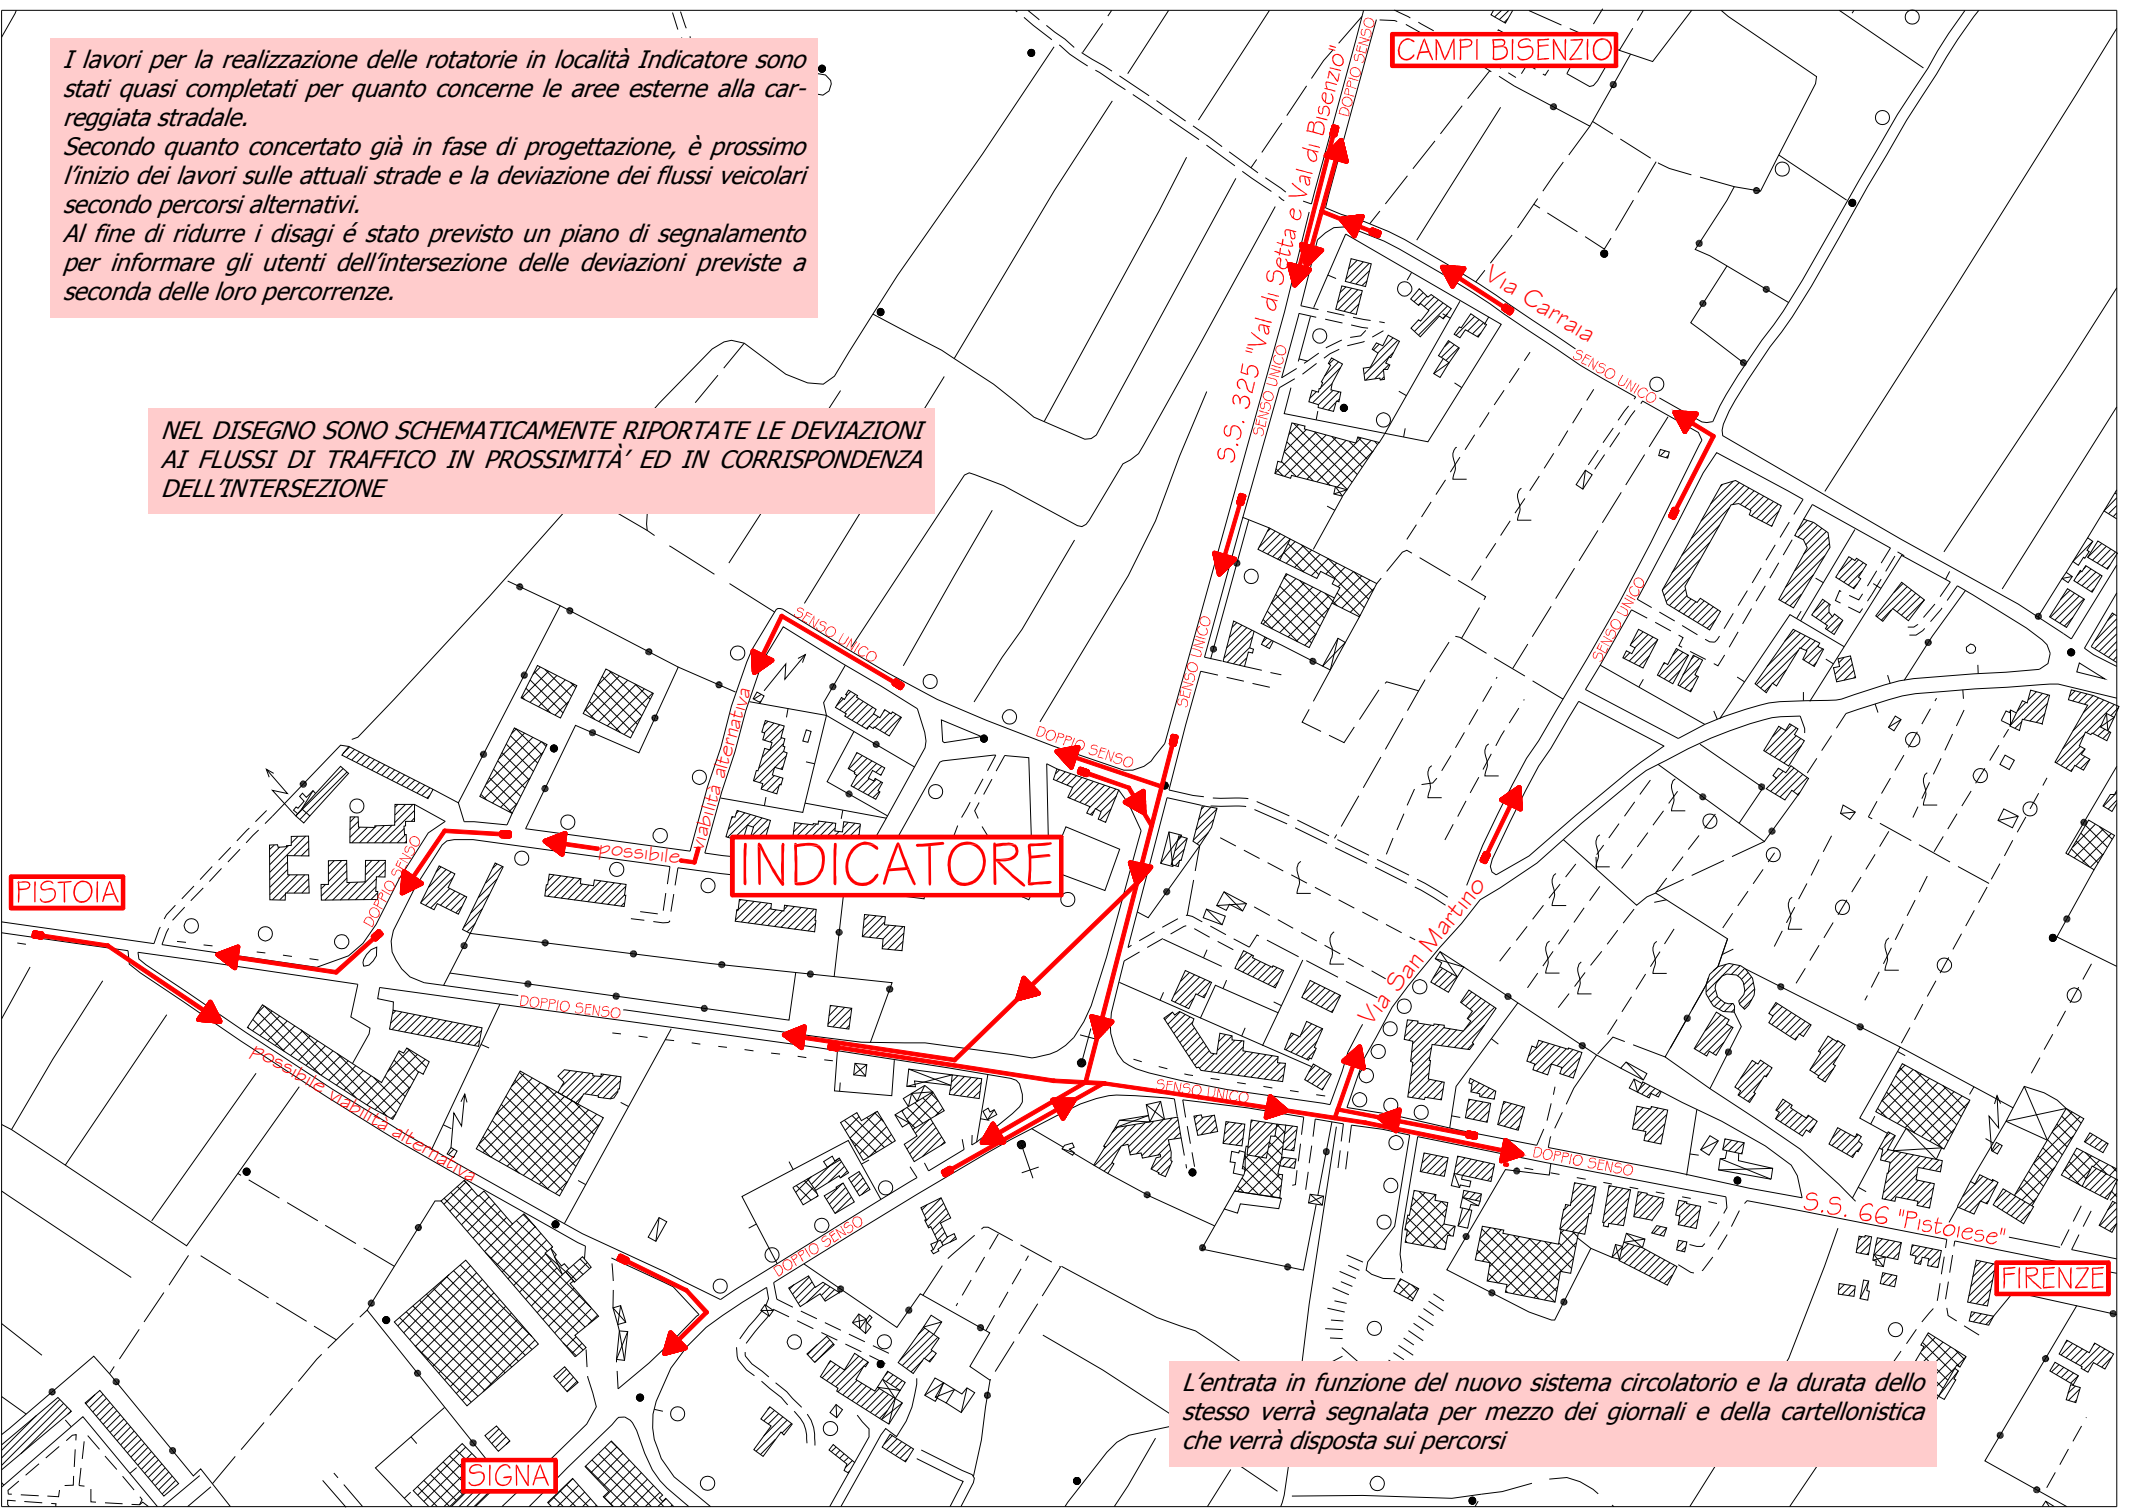 I lavori per la realizzazione delle rotatorie in località Indicatore sono
stati quasi completati per quanto concerne le aree esterne alla car-
reggiata stradale.
Secondo quanto concertato già in fase di progettazione, è prossimo
l'inizio dei lavori sulle attuali strade e la deviazione dei flussi veicolari
secondo percorsi alternativi.
Al fine di ridurre i disagi é stato previsto un piano di segnalamento
per informare gli utenti dell'intersezione delle deviazioni previste a
seconda delle loro percorrenze.
CAMPI BISENZIO
DOPPIO SENSO
S.S. 325 "Val di Setta e Val di Bisenzio"
Via Carraia
SENSO UNICO
SENSO UNICO
NEL DISEGNO SONO SCHEMATICAMENTE RIPORTATE LE DEVIAZIONI
AI FLUSSI DI TRAFFICO IN PROSSIMITÀ' ED IN CORRISPONDENZA
DELL'INTERSEZIONE
SENSO UNICO
SENSO UNICO
SENSO UNICO
DOPPIO SENSO
possibile viabilità alternativa
INDICATORE
DOPPIO SENSO
PISTOIA
Via San Martino
DOPPIO SENSO
possibile viabilità alternativa
SENSO UNICO
DOPPIO SENSO
DOPPIO SENSO
S.S. 66 "Pistoiese"
FIRENZE
L'entrata in funzione del nuovo sistema circolatorio e la durata dello
stesso verrà segnalata per mezzo dei giornali e della cartellonistica
che verrà disposta sui percorsi
SIGNA